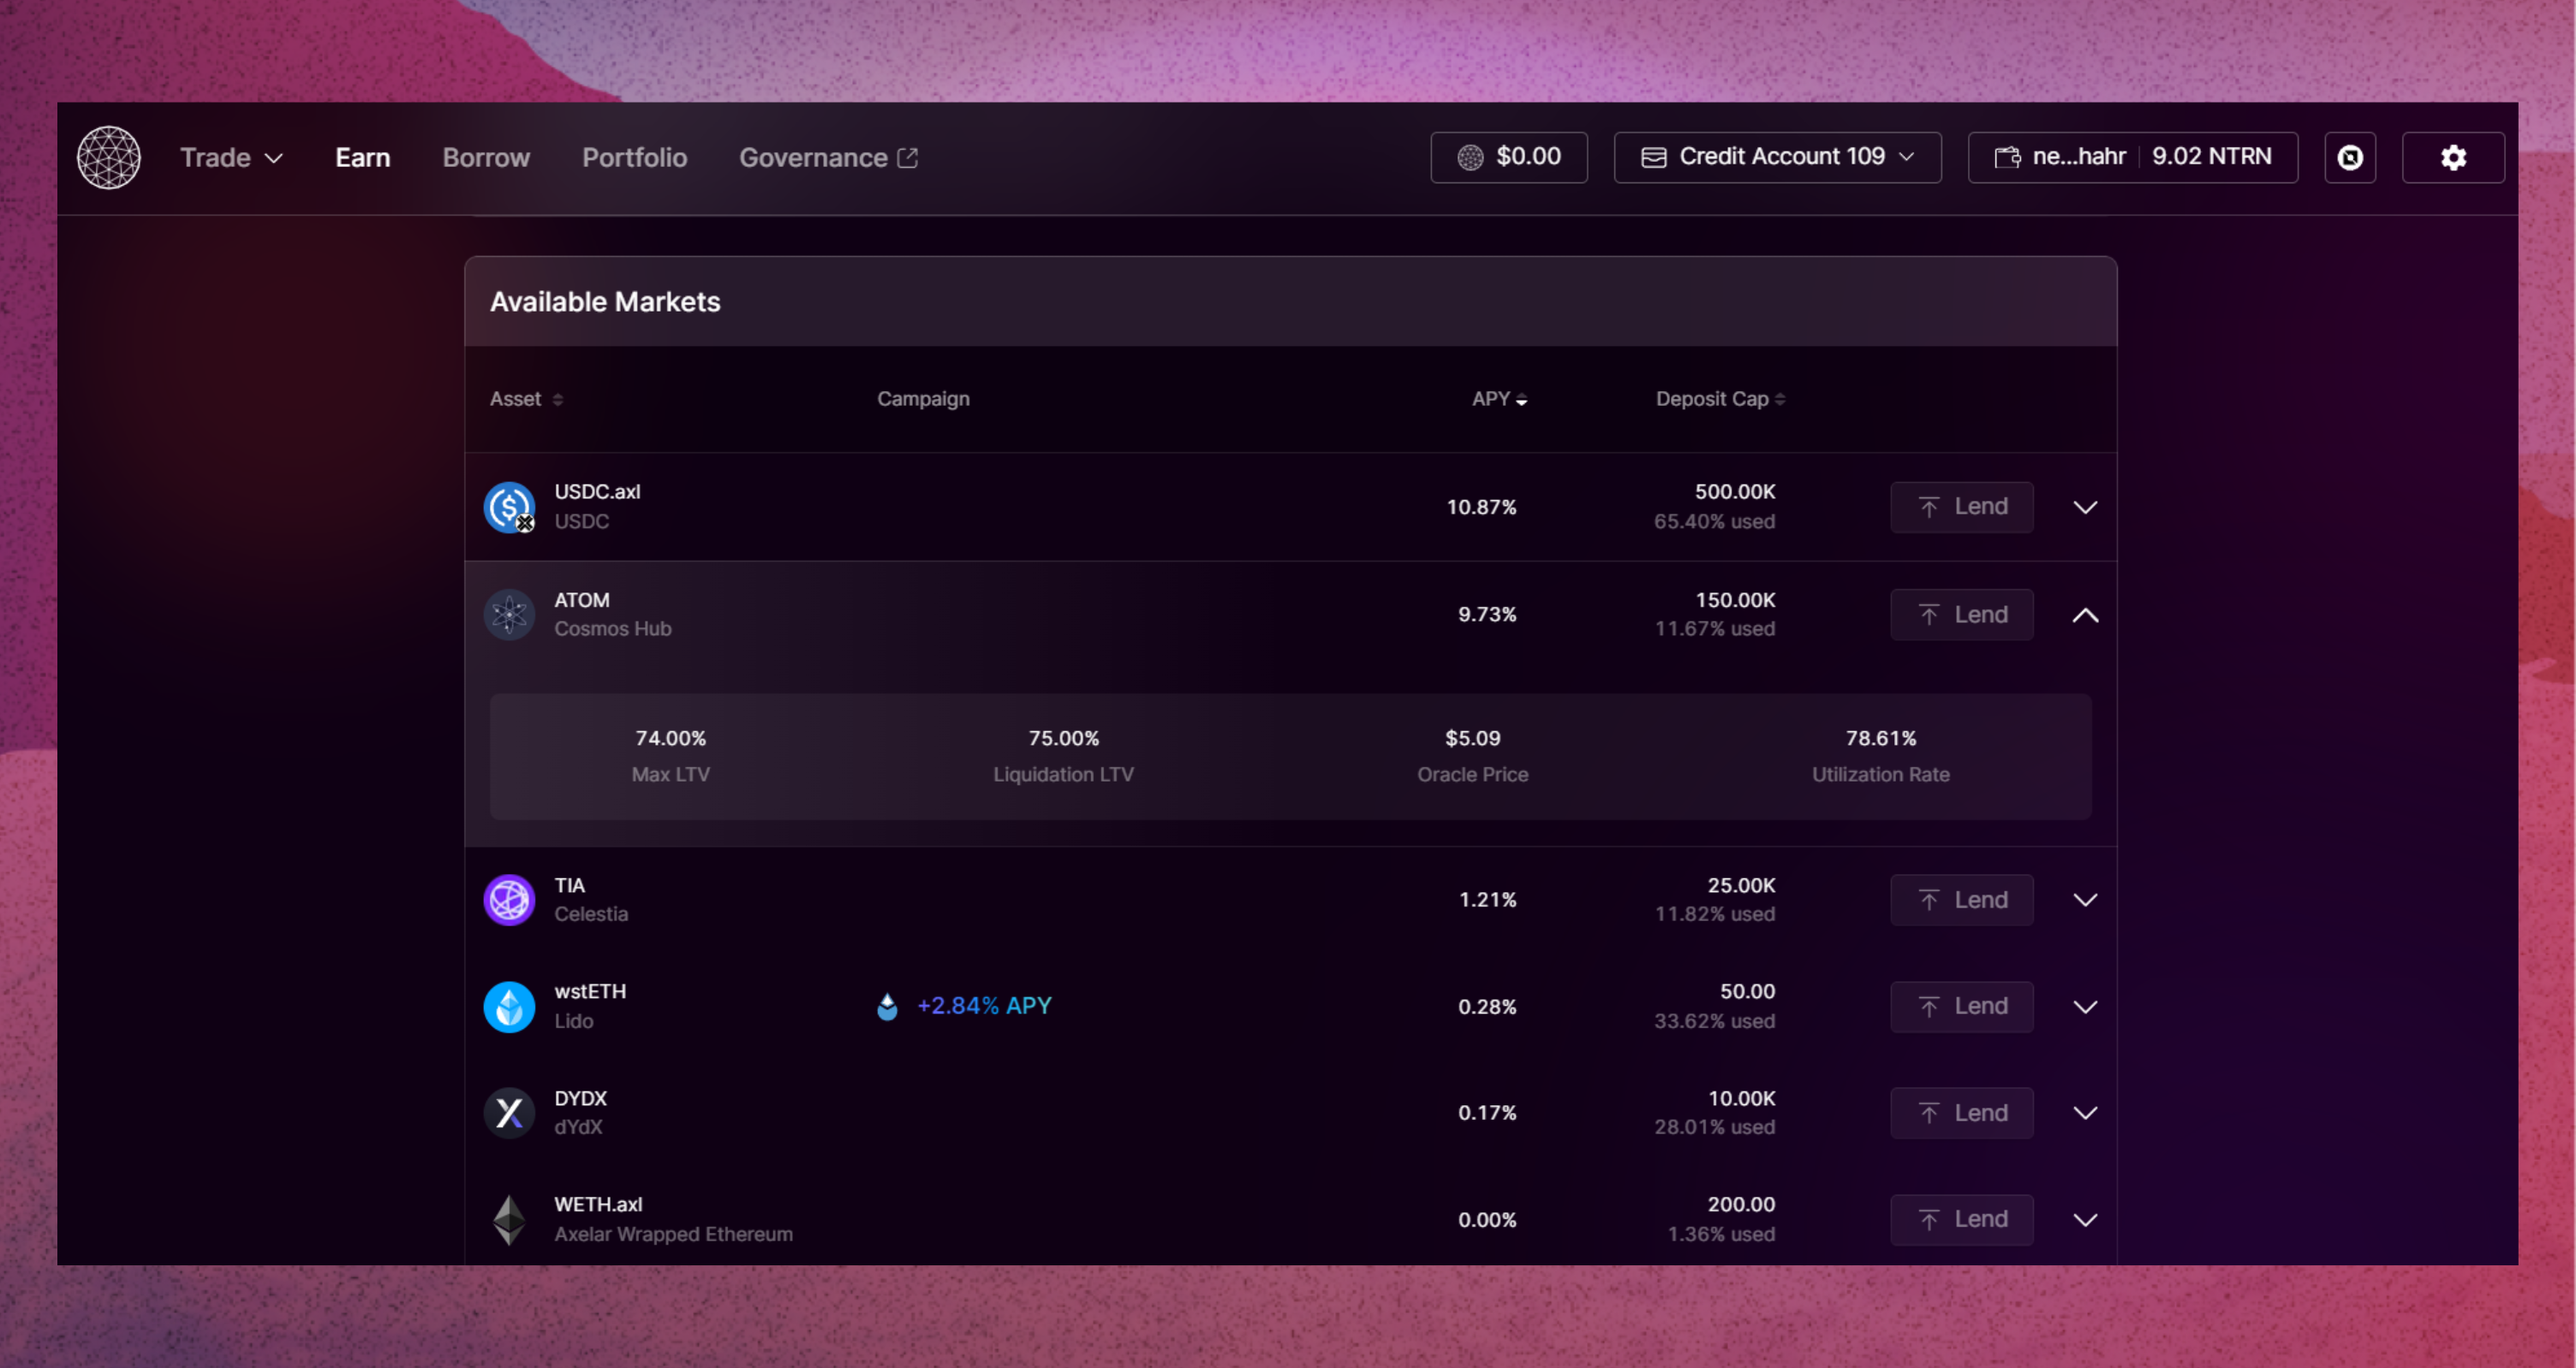 Trade Earn Borrow Portfolio Governance $0.00 Credit Account 109 ne...hahr 9.02 NTRN
Available Markets
Asset Campaign APY Deposit Cap
USDC.axl
USDC
10.87%
500.00K
65.40% used
Lend
ATOM
Cosmos Hub
9.73%
150.00K
11.67% used
Lend
74.00%
Max LTV
75.00%
Liquidation LTV
$5.09
Oracle Price
78.61%
Utilization Rate
TIA
Celestia
1.21%
25.00K
11.82% used
Lend
wstETH
Lido
+2.84% APY
0.28%
50.00
33.62% used
Lend
DYDX
dYdX
0.17%
10.00K
28.01% used
Lend
WETH.axl
Axelar Wrapped Ethereum
0.00%
200.00
1.36% used
Lend